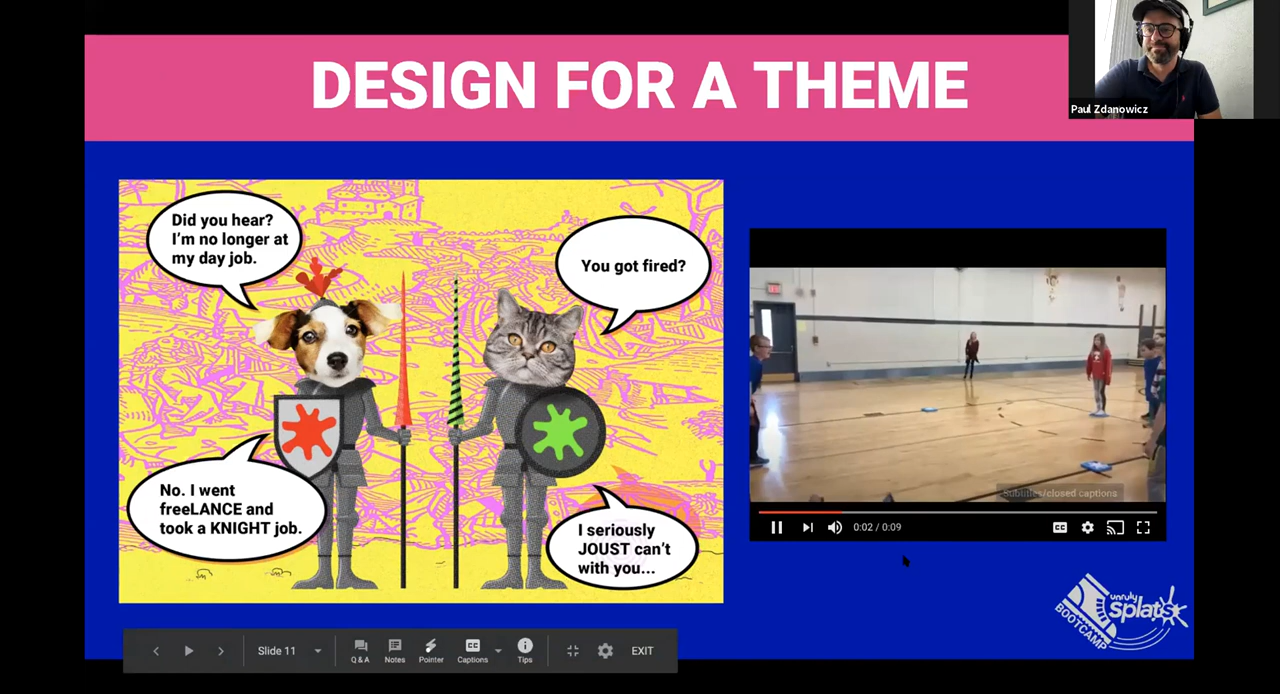 DESIGN FOR A THEME
Paul Zdanowicz
Did you hear?
I'm no longer at
my day job.
You got fired?
No. I went
freeLANCE and
took a KNIGHT job.
I seriously
JOUST can't
with you...
Subtitles/closed captions
0:02 / 0:09
CC
unruly
splats
BOOTCAMP
Slide 11
Q & A
Notes
Pointer
CC
Captions
Tips
EXIT